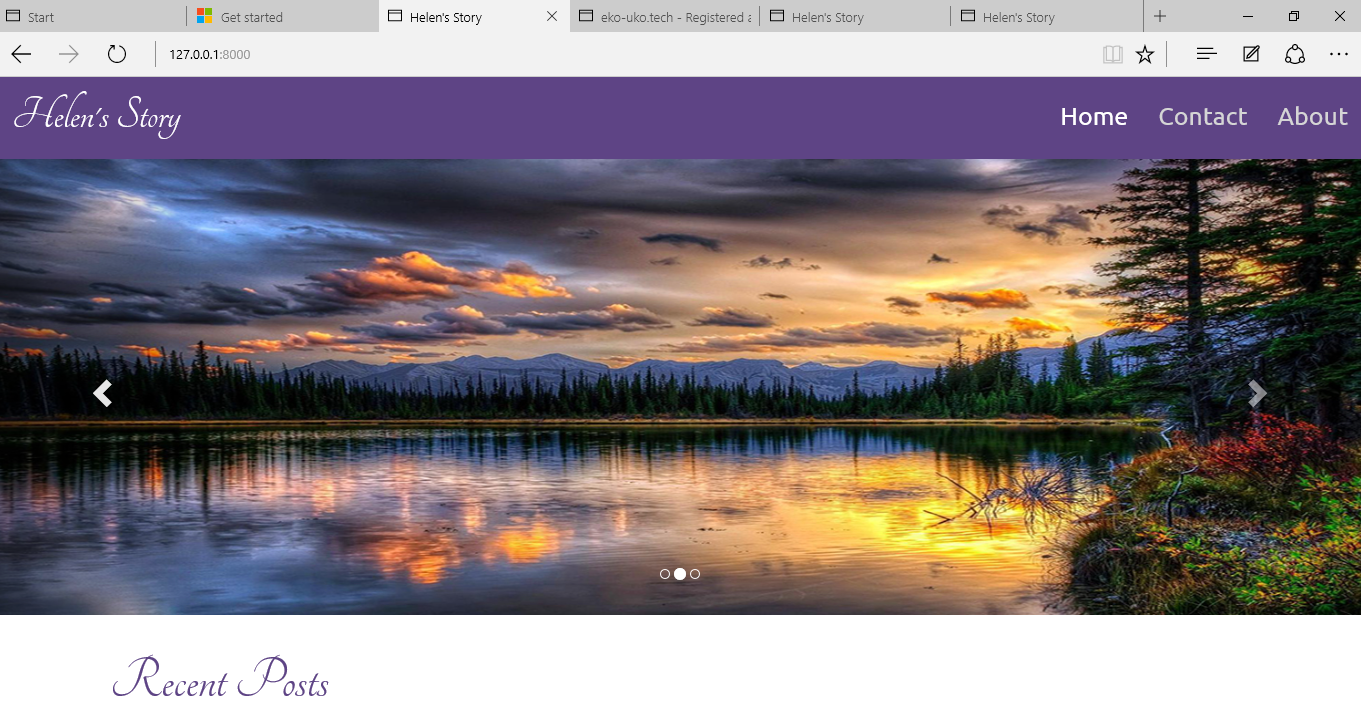 Start
Get started
Helen's Story
eko-uko.tech - Registered a
Helen's Story
Helen's Story
127.0.0.1:8000
Helen's Story
Home
Contact
About
Recent Posts